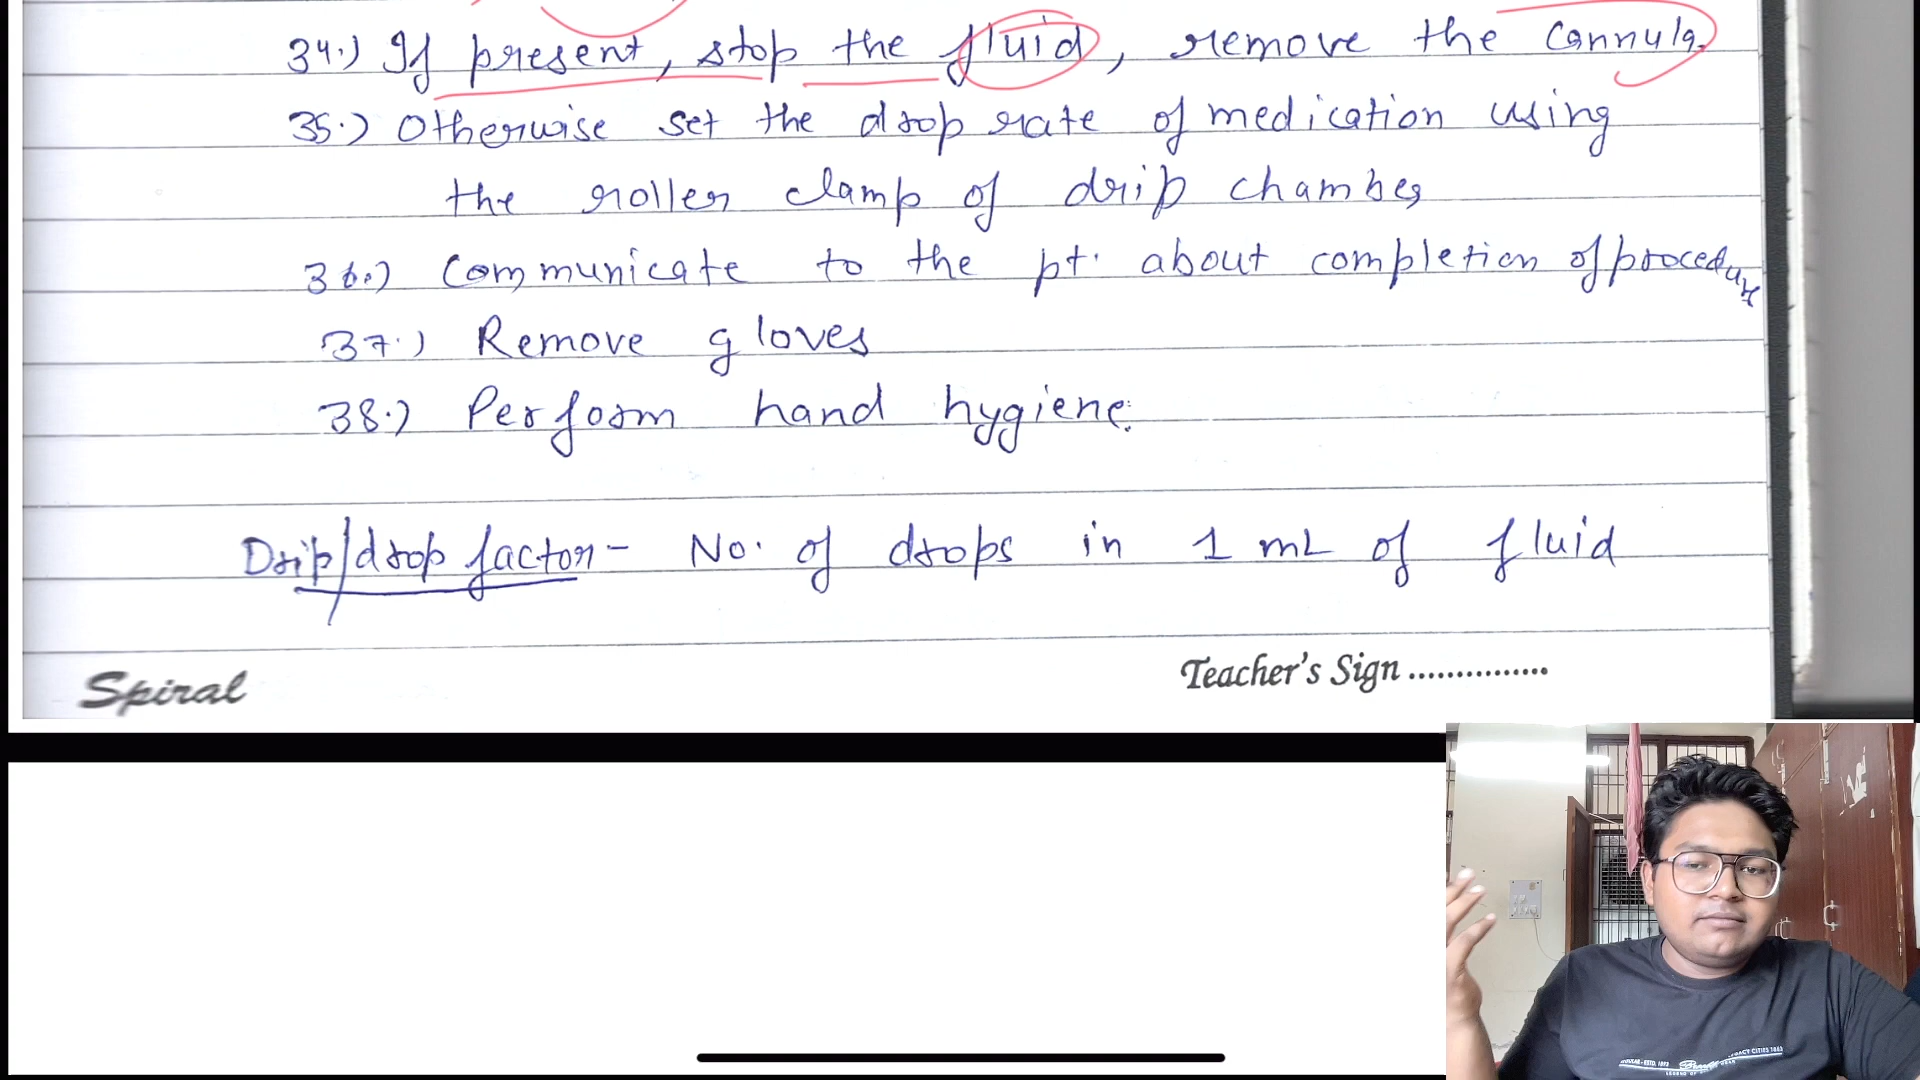 34.) If present, stop the fluid, remove the cannula.
35.) Otherwise set the drop rate of medication using
the roller clamp of drip chamber
36.) Communicate to the pt. about completion of procedure
37.) Remove gloves
38.) Perform hand hygiene.
Drip/drop factor - No. of drops in 1 mL of fluid
Spiral
Teacher's Sign ...............